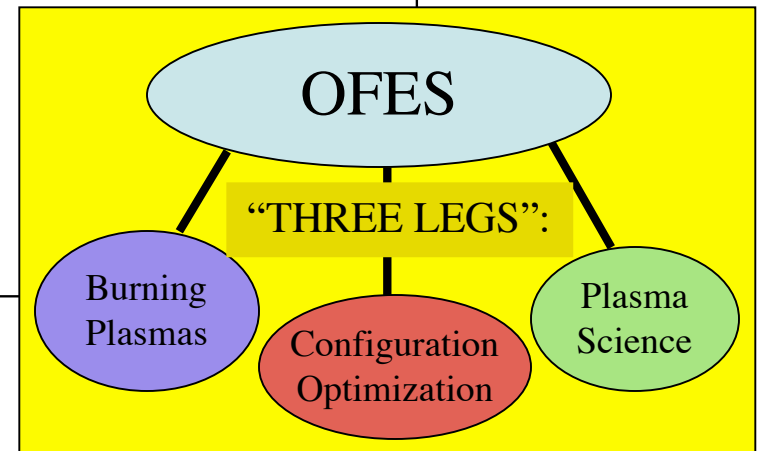 OFES
“THREE LEGS”:
Burning
Plasmas
Configuration
Optimization
Plasma
Science